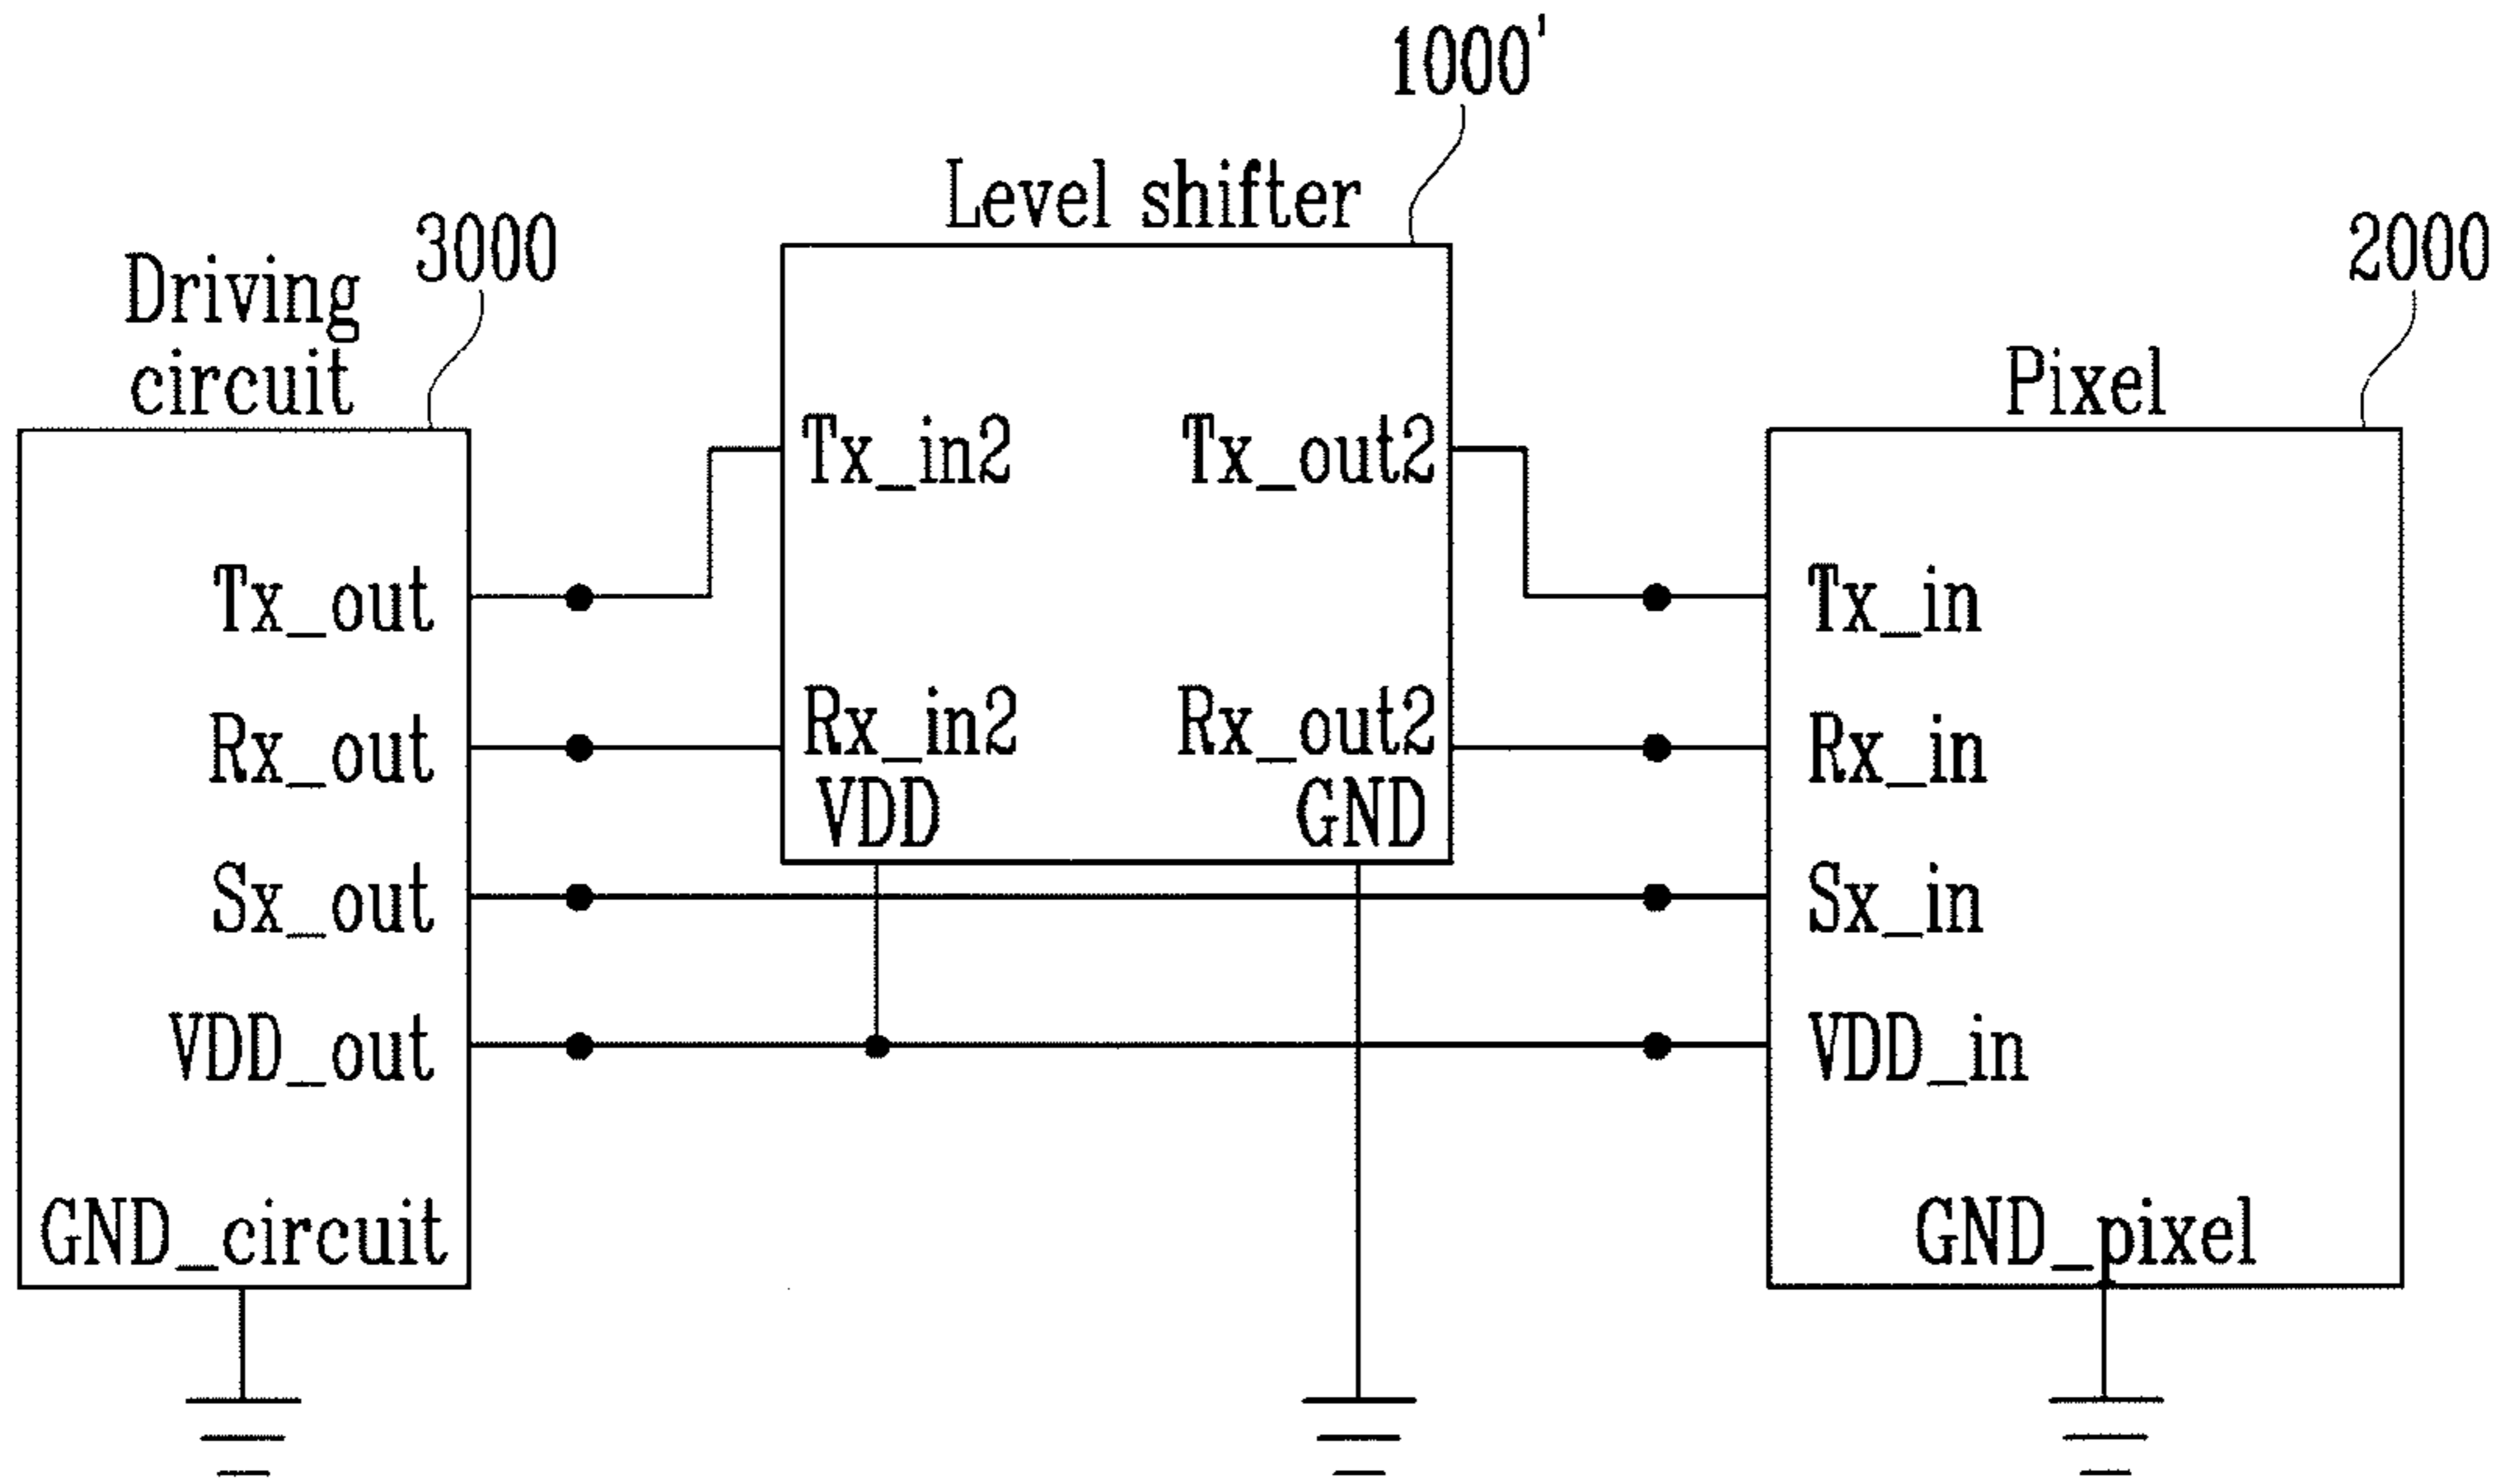 1000'
Level shifter
3000
2000
Driving
circuit
Pixel
Tx_in2
Tx_out2
Tx_out
Tx_in
Rx_in2
Rx_out2
Rx_out
Rx_in
VDD
GND
Sx_out
Sx_in
VDD_out
VDD_in
GND_circuit
GND_pixel